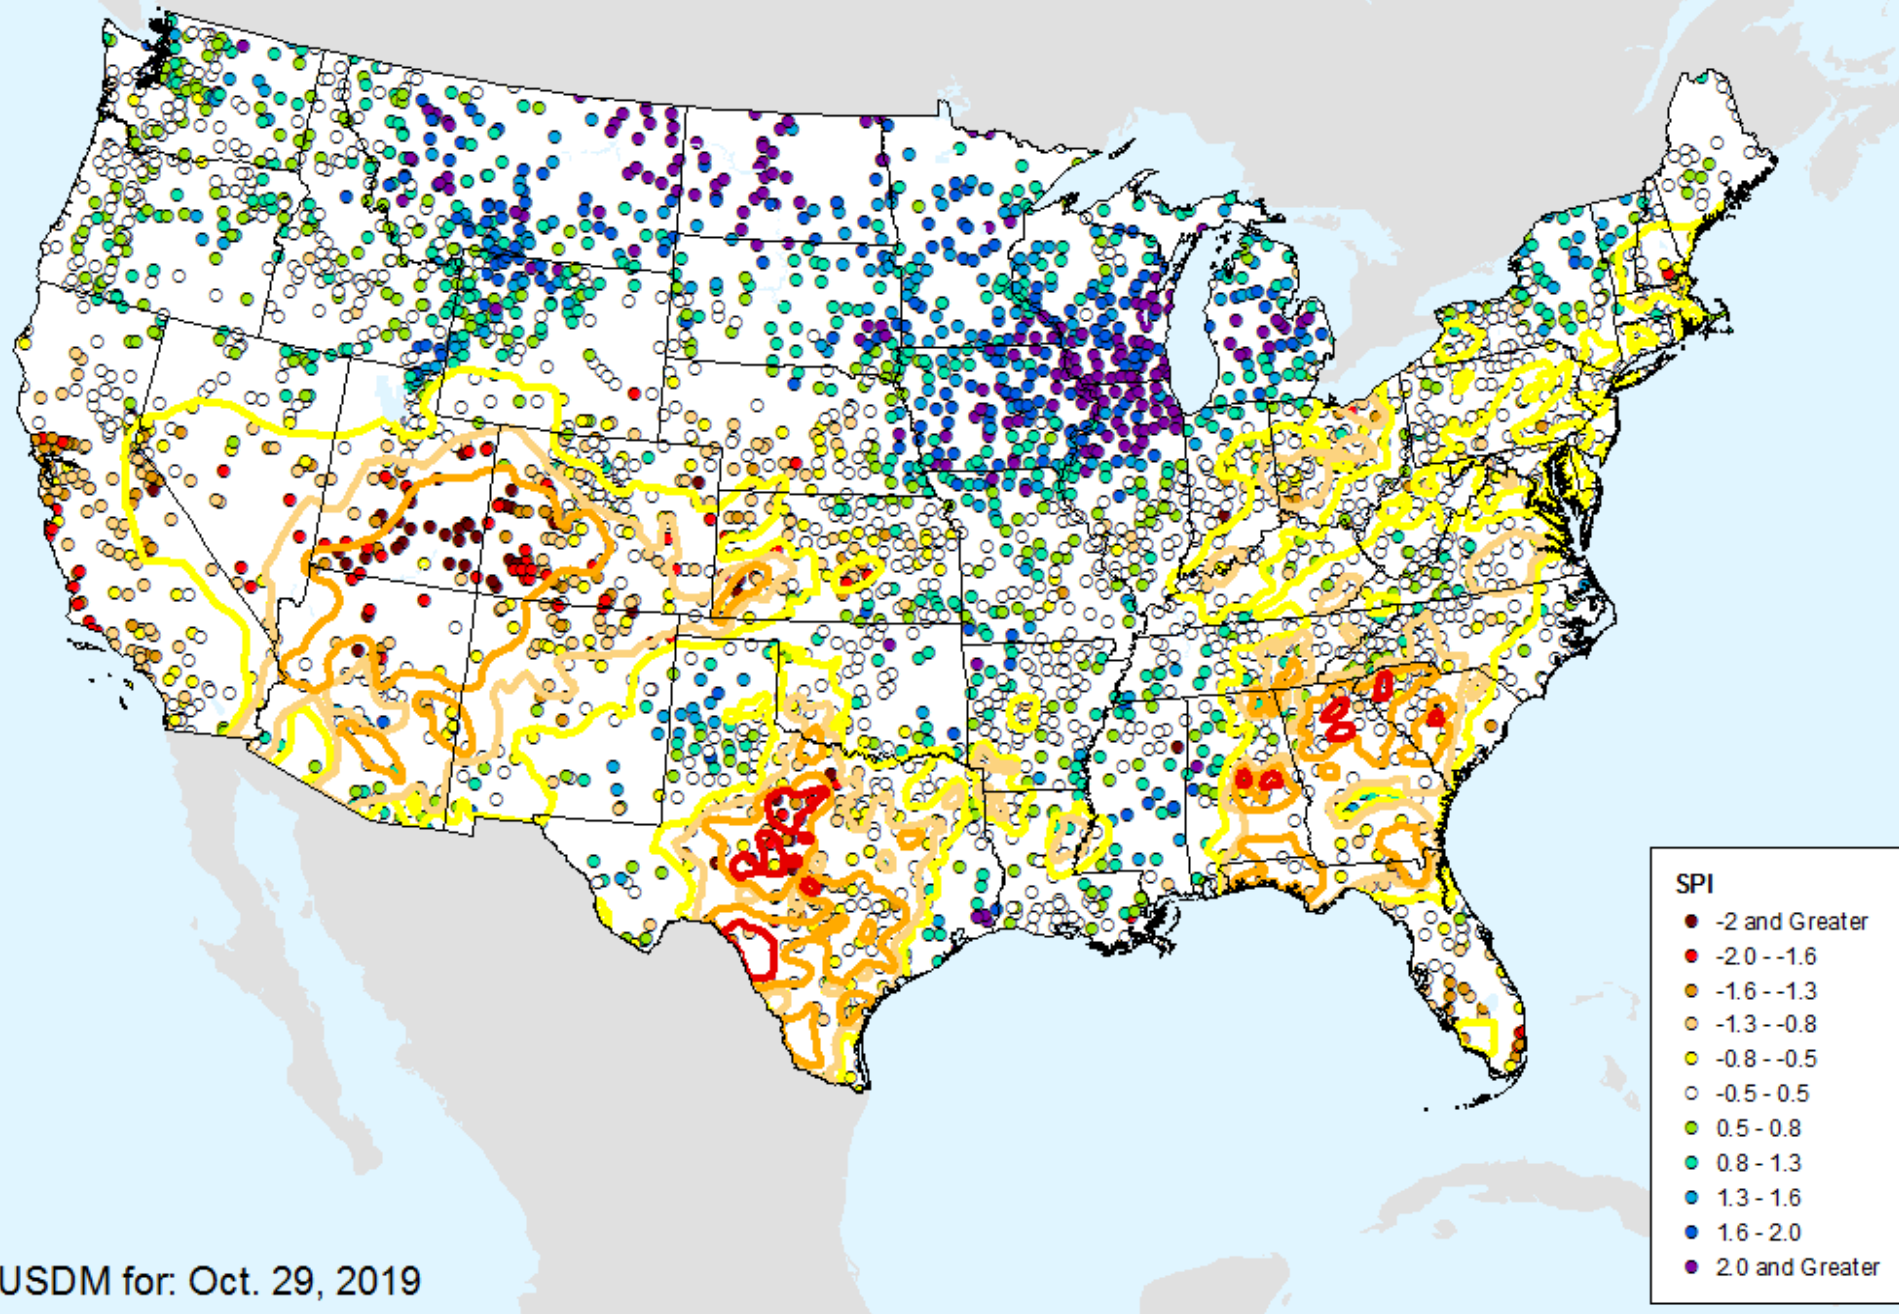 SPI
-2 and Greater
-2.0 - -1.6
-1.6 - -1.3
-1.3 - -0.8
-0.8 - -0.5
-0.5 - 0.5
0.5 - 0.8
0.8 - 1.3
1.3 - 1.6
1.6 - 2.0
2.0 and Greater
USDM for: Oct. 29, 2019